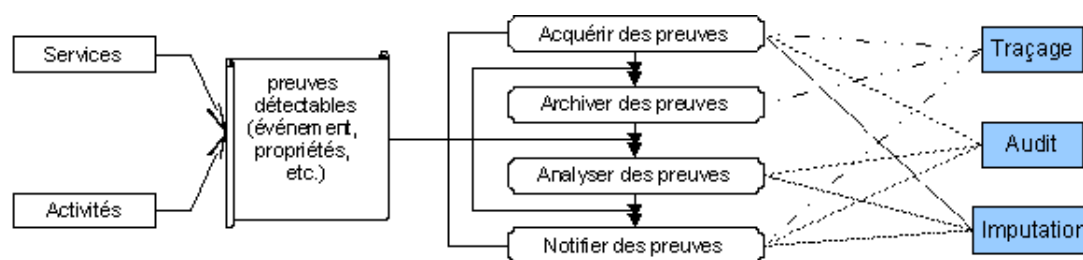 Services
Activités
preuves
détectables
(événement,
propriétés,
etc.)
Acquérir des preuves
Archiver des preuves
Analyser des preuves
Notifier des preuves
Traçage
Audit
Imputation